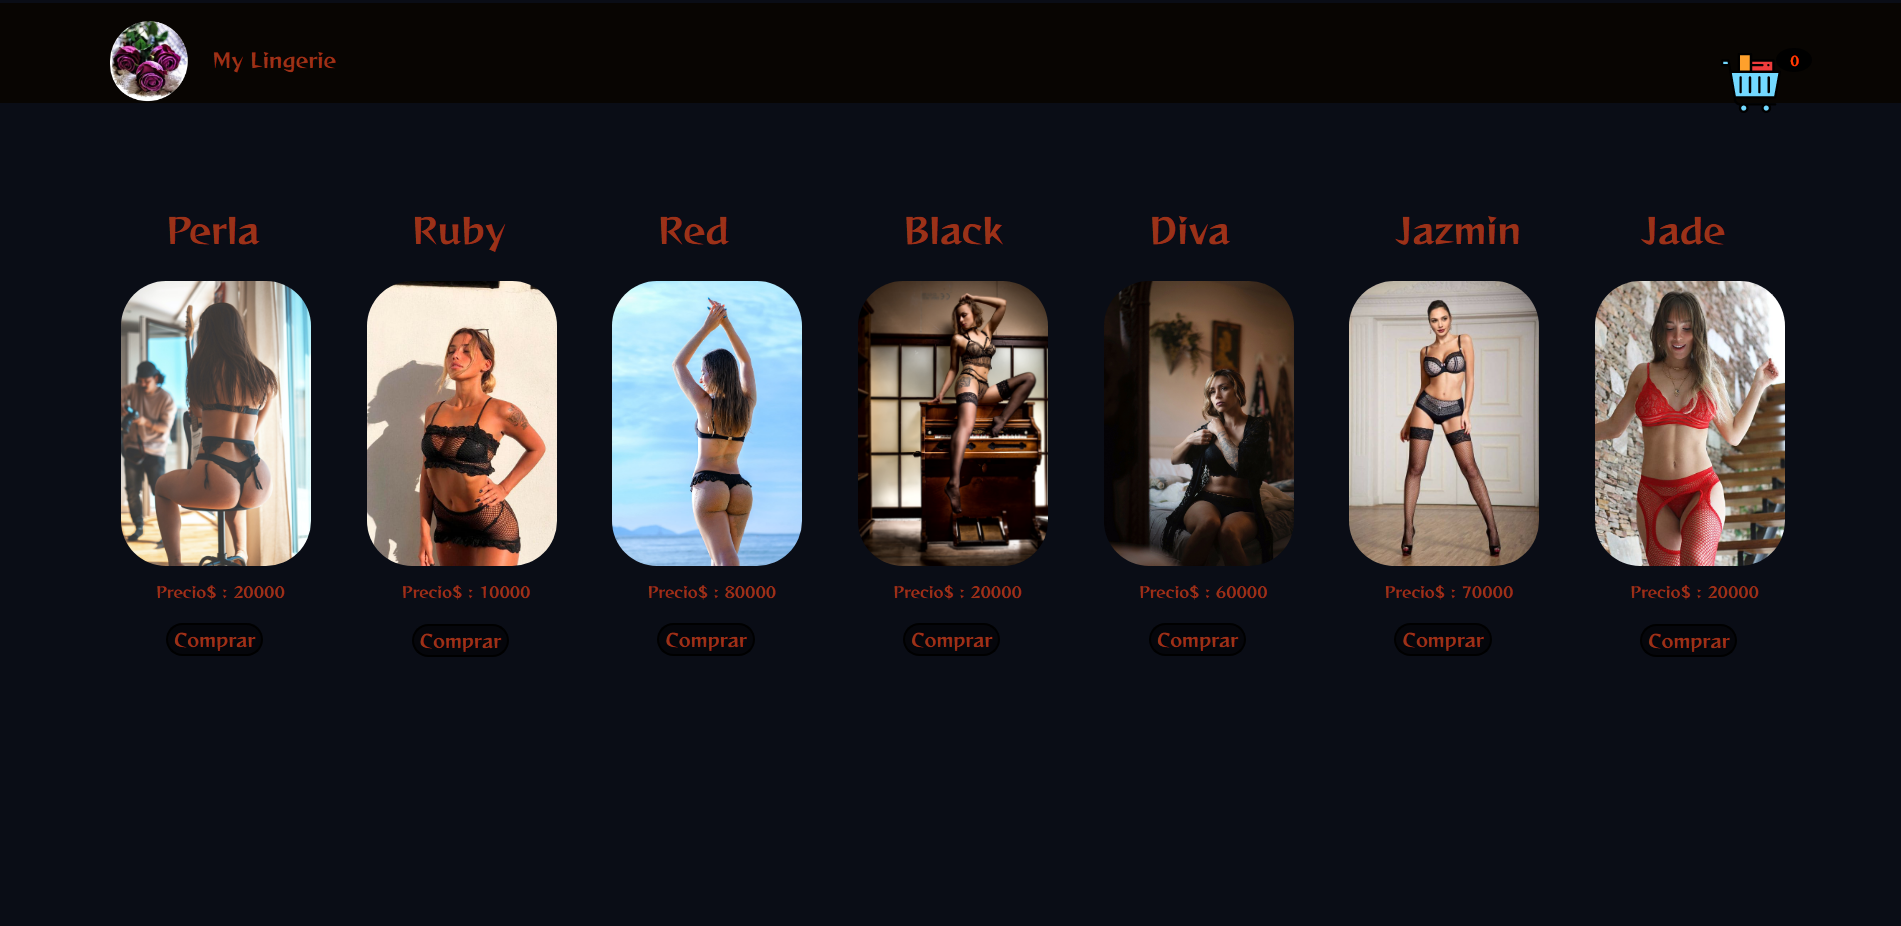 My Lingerie
0
Perla
Ruby
Red
Black
Diva
Jazmin
Jade
Precio$ : 20000
Precio$ : 10000
Precio$ : 80000
Precio$ : 20000
Precio$ : 60000
Precio$ : 70000
Precio$ : 20000
Comprar
Comprar
Comprar
Comprar
Comprar
Comprar
Comprar